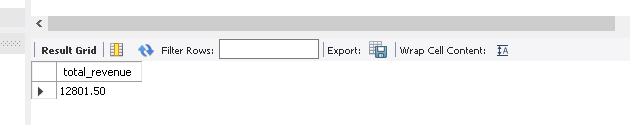 Result Grid Filter Rows: Export: Wrap Cell Content:
total_revenue
12801.50